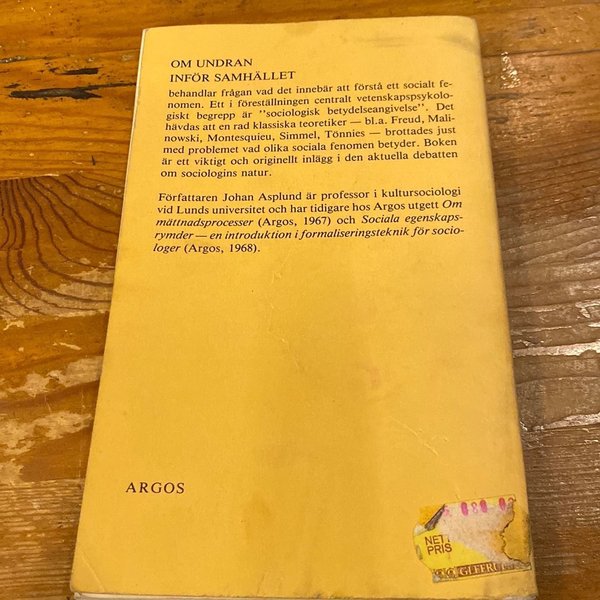 OM UNDRAN
INFÖR SAMHÄLLET
behandlar frågan vad det innebär att förstå ett socialt fe-
nomen. Ett i föreställningen centralt vetenskapspsykolo-
giskt begrepp är "sociologisk betydelseangivelse". Det
hävdas att en rad klassiska teoretiker — bl.a. Freud, Mali-
nowski, Montesquieu, Simmel, Tönnies — brottades just
med problemet vad olika sociala fenomen betyder. Boken
är ett viktigt och originellt inlägg i den aktuella debatten
om sociologins natur.
Författaren Johan Asplund är professor i kultursociologi
vid Lunds universitet och har tidigare hos Argos utgett Om
mättnadsprocesser (Argos, 1967) och Sociala egenskaps-
rymder — en introduktion i formaliseringsteknik för socio-
loger (Argos, 1968).
ARGOS
080
NET
PRIS